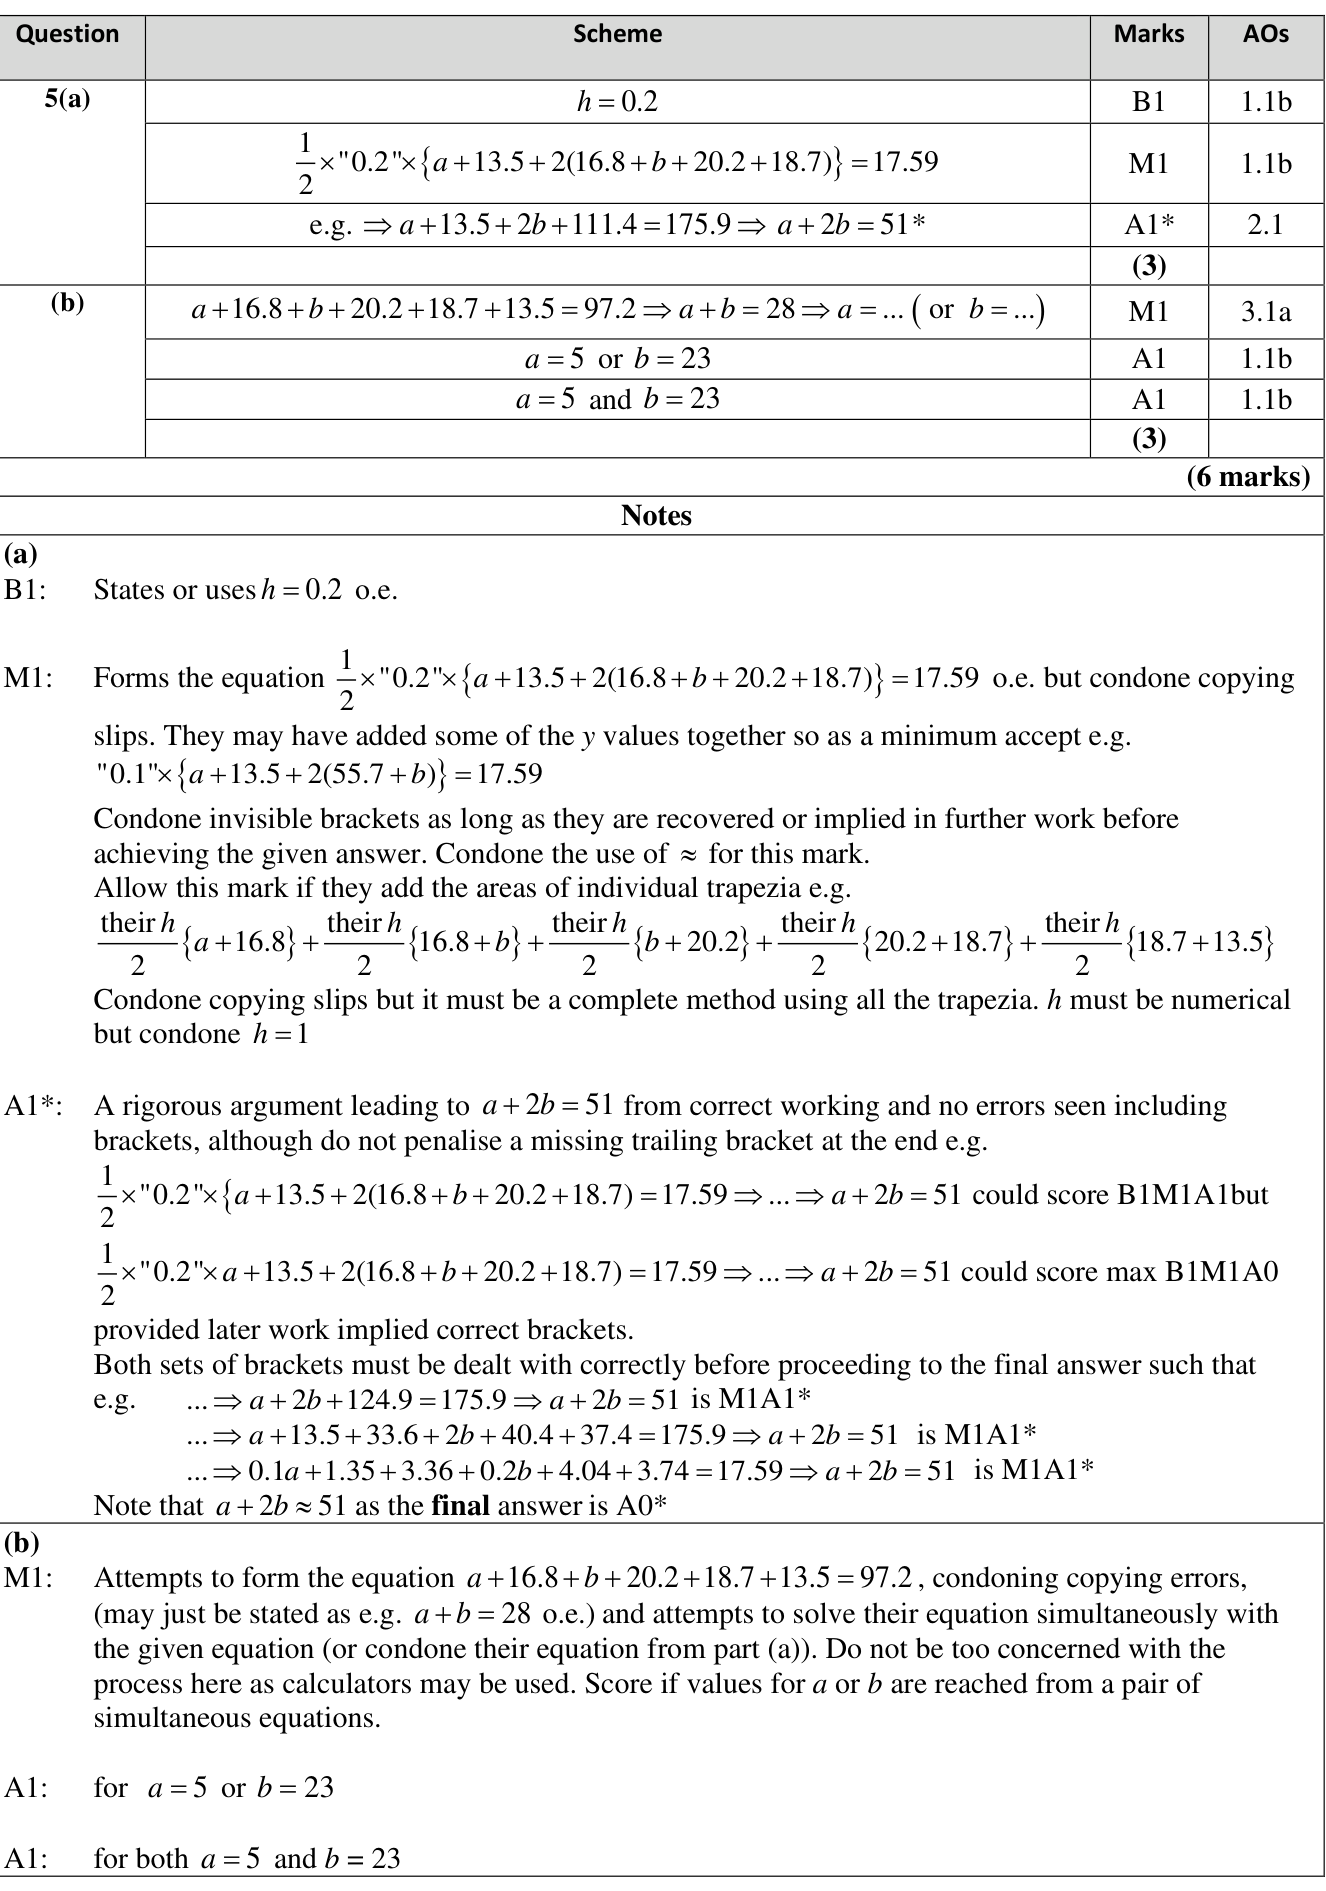 Question Scheme Marks AOs
5(a) h = 0.2 B1 1.1b
1/2 × "0.2" × {a + 13.5 + 2(16.8 + b + 20.2 + 18.7)} = 17.59 M1 1.1b
e.g. ⇒ a + 13.5 + 2b + 111.4 = 175.9 ⇒ a + 2b = 51* A1* 2.1
(3)
(b) a + 16.8 + b + 20.2 + 18.7 + 13.5 = 97.2 ⇒ a + b = 28 ⇒ a = ... ( or b = ...) M1 3.1a
a = 5 or b = 23 A1 1.1b
a = 5 and b = 23 A1 1.1b
(3)
(6 marks)
Notes
(a)
B1: States or uses h = 0.2 o.e.
M1: Forms the equation 1/2 × "0.2" × {a + 13.5 + 2(16.8 + b + 20.2 + 18.7)} = 17.59 o.e. but condone copying
slips. They may have added some of the y values together so as a minimum accept e.g.
"0.1" × {a + 13.5 + 2(55.7 + b)} = 17.59
Condone invisible brackets as long as they are recovered or implied in further work before
achieving the given answer. Condone the use of ≈ for this mark.
Allow this mark if they add the areas of individual trapezia e.g.
their h/2 {a + 16.8} + their h/2 {16.8 + b} + their h/2 {b + 20.2} + their h/2 {20.2 + 18.7} + their h/2 {18.7 + 13.5}
Condone copying slips but it must be a complete method using all the trapezia. h must be numerical
but condone h = 1
A1*: A rigorous argument leading to a + 2b = 51 from correct working and no errors seen including
brackets, although do not penalise a missing trailing bracket at the end e.g.
1/2 × "0.2" × {a + 13.5 + 2(16.8 + b + 20.2 + 18.7) = 17.59 ⇒ ... ⇒ a + 2b = 51 could score B1M1A1but
1/2 × "0.2" × a + 13.5 + 2(16.8 + b + 20.2 + 18.7) = 17.59 ⇒ ... ⇒ a + 2b = 51 could score max B1M1A0
provided later work implied correct brackets.
Both sets of brackets must be dealt with correctly before proceeding to the final answer such that
e.g. ... ⇒ a + 2b + 124.9 = 175.9 ⇒ a + 2b = 51 is M1A1*
... ⇒ a + 13.5 + 33.6 + 2b + 40.4 + 37.4 = 175.9 ⇒ a + 2b = 51 is M1A1*
... ⇒ 0.1a + 1.35 + 3.36 + 0.2b + 4.04 + 3.74 = 17.59 ⇒ a + 2b = 51 is M1A1*
Note that a + 2b ≈ 51 as the final answer is A0*
(b)
M1: Attempts to form the equation a + 16.8 + b + 20.2 + 18.7 + 13.5 = 97.2, condoning copying errors,
(may just be stated as e.g. a + b = 28 o.e.) and attempts to solve their equation simultaneously with
the given equation (or condone their equation from part (a)). Do not be too concerned with the
process here as calculators may be used. Score if values for a or b are reached from a pair of
simultaneous equations.
A1: for a = 5 or b = 23
A1: for both a = 5 and b = 23